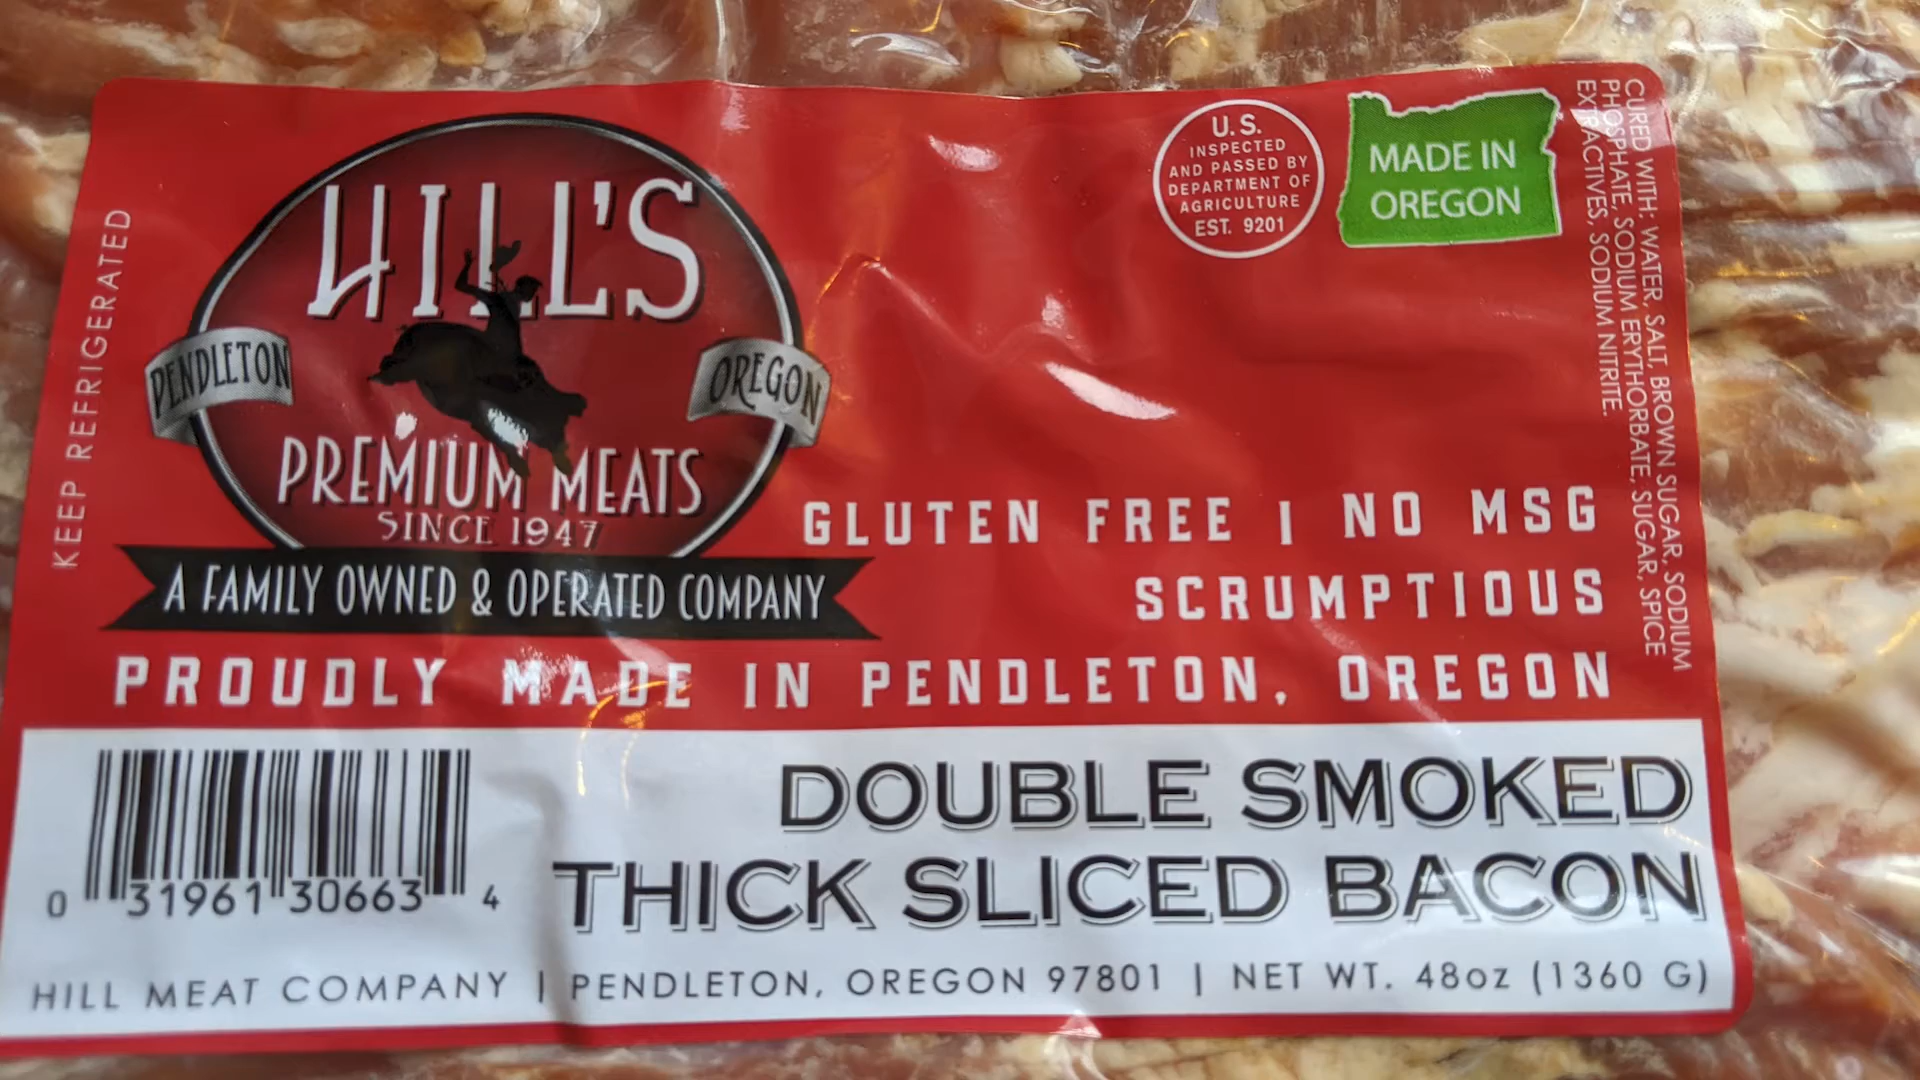 KEEP REFRIGERATED
HILL'S
PENDLETON
OREGON
PREMIUM MEATS
SINCE 1947
A FAMILY OWNED & OPERATED COMPANY
U. S.
INSPECTED
AND PASSED BY
DEPARTMENT OF
AGRICULTURE
EST. 9201
MADE IN
OREGON
CURED WITH: WATER, SALT, BROWN SUGAR, SODIUM
PHOSPHATE, SODIUM ERYTHORBATE, SUGAR, SPICE
EXTRACTIVES, SODIUM NITRITE.
GLUTEN FREE | NO MSG
SCRUMPTIOUS
PROUDLY MADE IN PENDLETON, OREGON
DOUBLE SMOKED
THICK SLICED BACON
0 31961 30663 4
HILL MEAT COMPANY | PENDLETON, OREGON 97801 | NET WT. 48oz (1360 G)